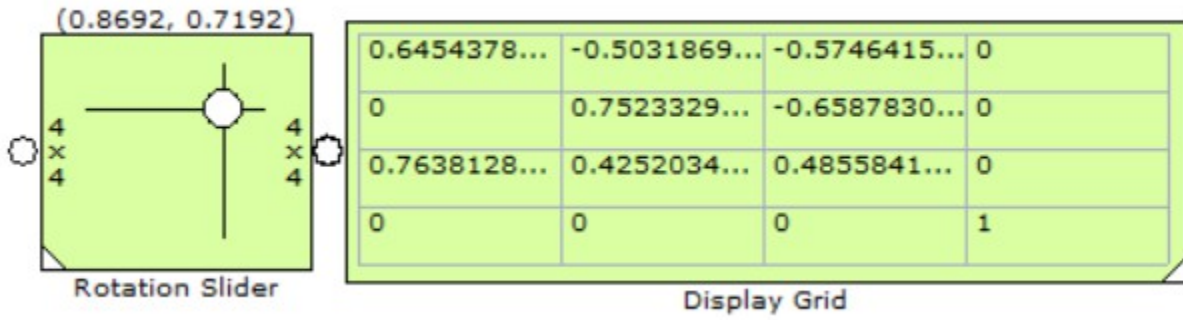 (0.8692, 0.7192)
4
×
4
4
×
4
Rotation Slider
0.6454378... -0.5031869... -0.5746415... 0
0 0.7523329... -0.6587830... 0
0.7638128... 0.4252034... 0.4855841... 0
0 0 0 1
Display Grid